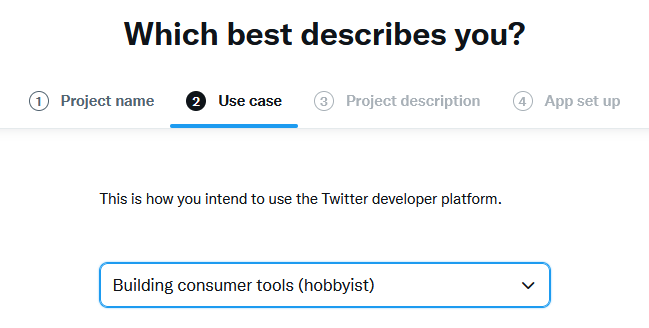 Which best describes you?
1 Project name 2 Use case 3 Project description 4 App set up
This is how you intend to use the Twitter developer platform.
Building consumer tools (hobbyist)